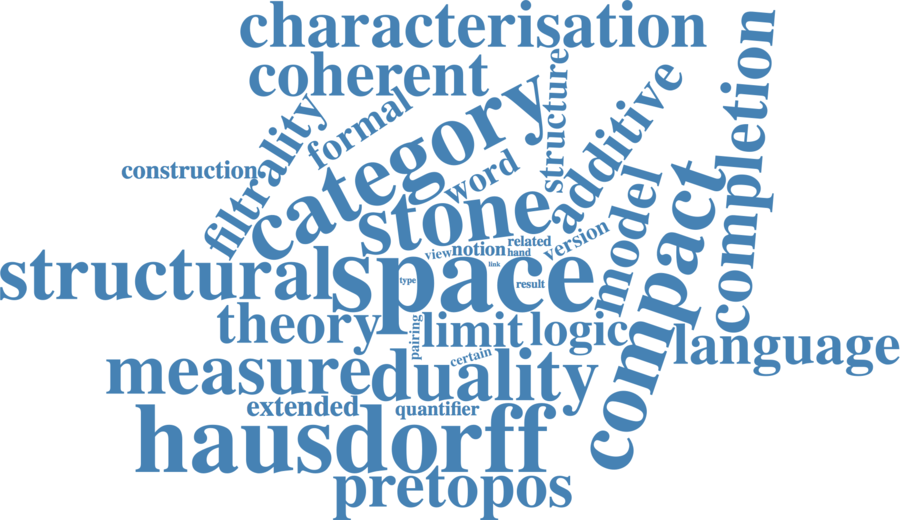 characterisation
coherent
completion
structure
additive
formal
filtrality
category
construction
word
stone
model
compact
version
related
view
notion
hand
link
structural
space
type
result
theory
pairing
limit
logic
language
certain
measure
duality
extended
quantifier
hausdorff
pretopos